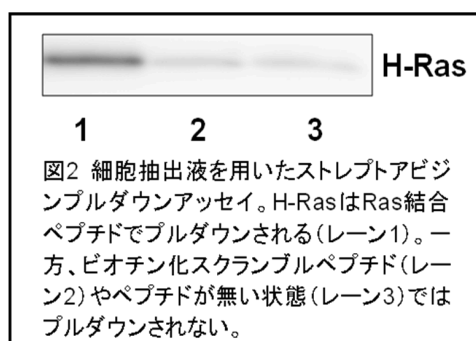 H-Ras
1 2 3
図2 細胞抽出液を用いたストレプトアビジ
ンプルダウンアッセイ。H-RasはRas結合
ペプチドでプルダウンされる(レーン1)。一
方、ビオチン化スクランブルペプチド(レー
ン2)やペプチドが無い状態(レーン3)では
プルダウンされない。